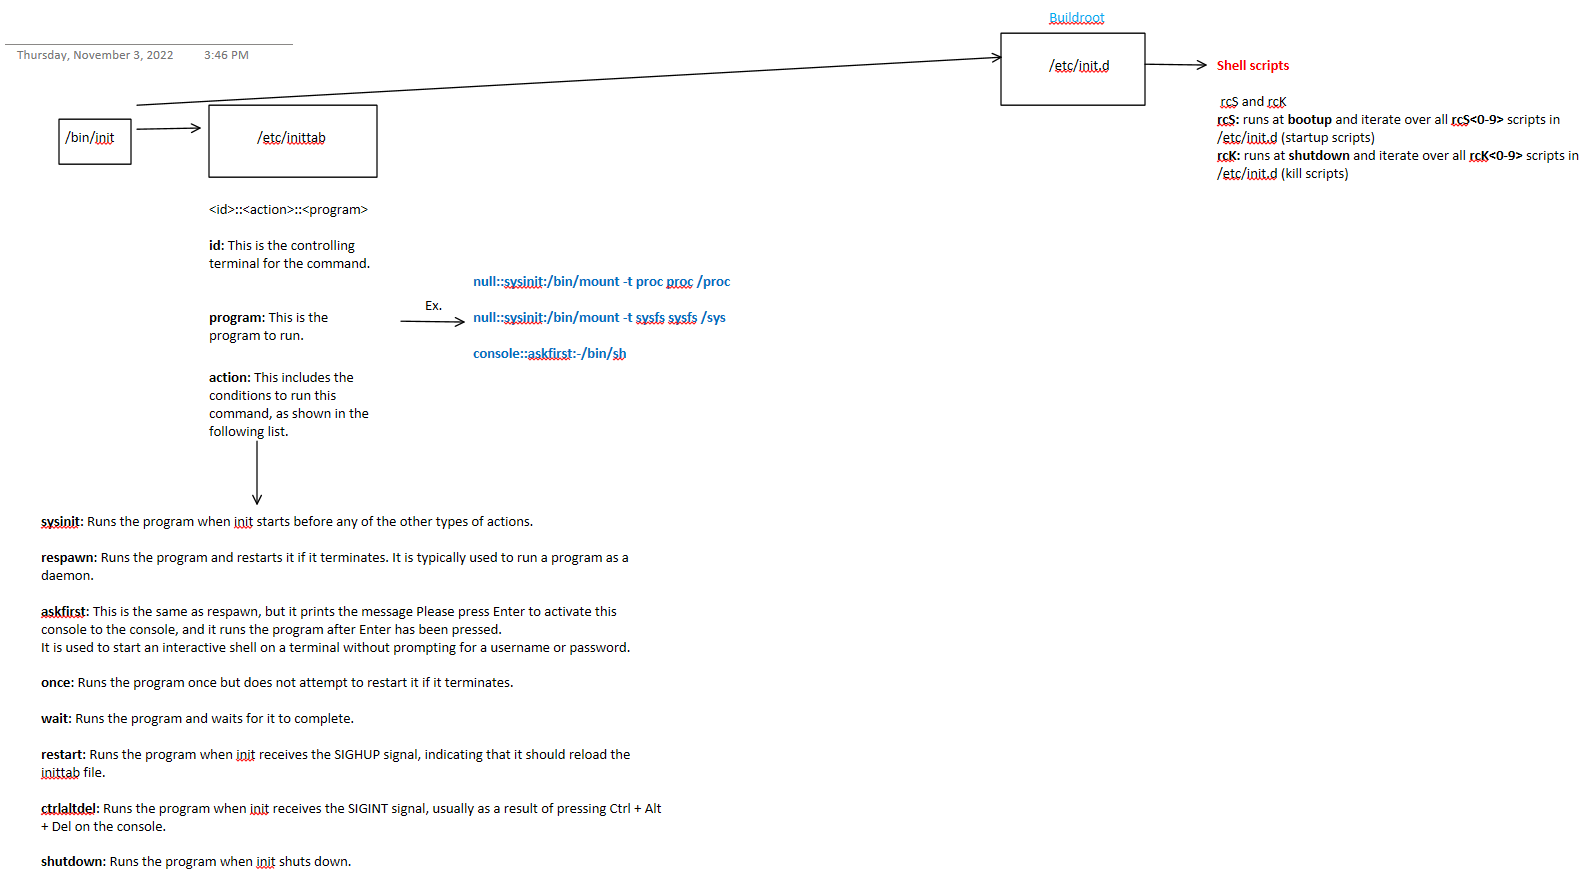 Buildroot
Thursday, November 3, 2022 3:46 PM
/etc/init.d
Shell scripts
rcS and rcK
rcS: runs at bootup and iterate over all rcS<0-9> scripts in
/etc/init.d (startup scripts)
rcK: runs at shutdown and iterate over all rcK<0-9> scripts in
/etc/init.d (kill scripts)
/bin/init
/etc/inittab
<id>::<action>::<program>
id: This is the controlling
terminal for the command.
program: This is the
program to run.
Ex.
null::sysinit:/bin/mount -t proc proc /proc
null::sysinit:/bin/mount -t sysfs sysfs /sys
console::askfirst:-/bin/sh
action: This includes the
conditions to run this
command, as shown in the
following list.
sysinit: Runs the program when init starts before any of the other types of actions.
respawn: Runs the program and restarts it if it terminates. It is typically used to run a program as a
daemon.
askfirst: This is the same as respawn, but it prints the message Please press Enter to activate this
console to the console, and it runs the program after Enter has been pressed.
It is used to start an interactive shell on a terminal without prompting for a username or password.
once: Runs the program once but does not attempt to restart it if it terminates.
wait: Runs the program and waits for it to complete.
restart: Runs the program when init receives the SIGHUP signal, indicating that it should reload the
inittab file.
ctrlaltdel: Runs the program when init receives the SIGINT signal, usually as a result of pressing Ctrl + Alt
+ Del on the console.
shutdown: Runs the program when init shuts down.